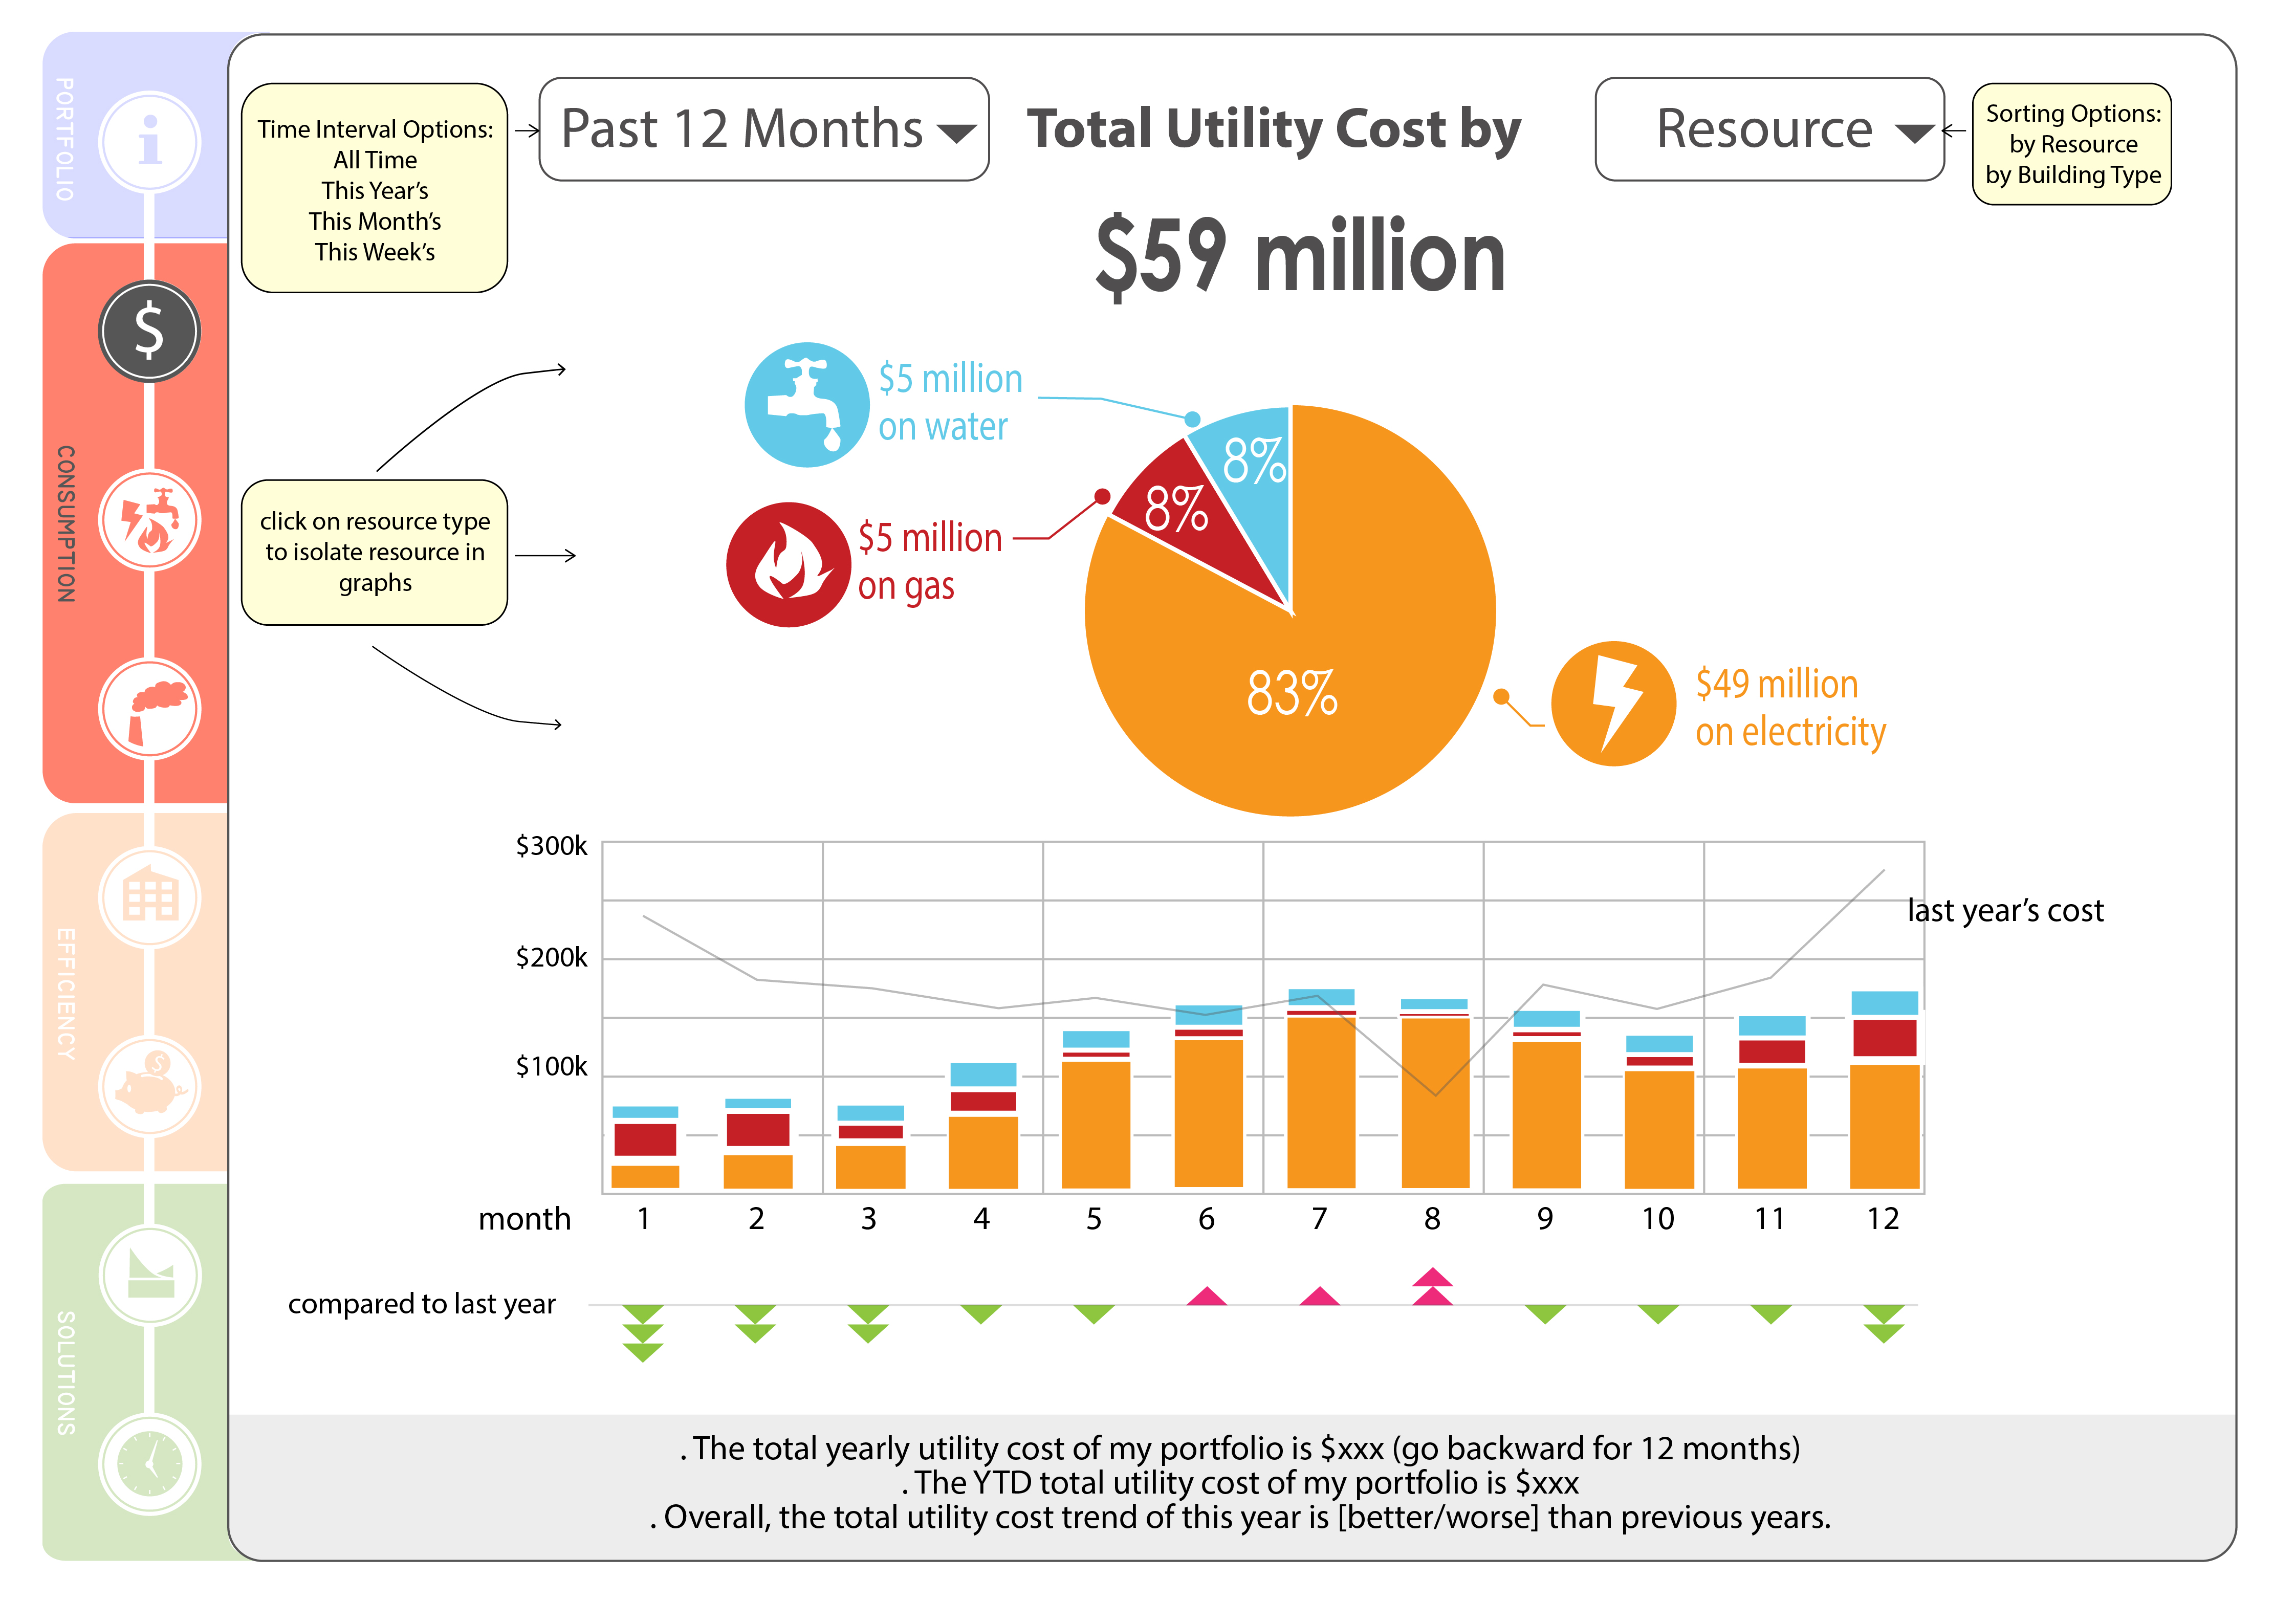 PORTFOLIO
CONSUMPTION
EFFICIENCY
SOLUTIONS
i
$
$
Time Interval Options:
All Time
This Year’s
This Month’s
This Week’s
Past 12 Months
Total Utility Cost by
Resource
Sorting Options:
by Resource
by Building Type
$59 million
click on resource type
to isolate resource in
graphs
$5 million
on water
$5 million
on gas
8%
8%
83%
$49 million
on electricity
$300k
$200k
$100k
last year’s cost
month 1 2 3 4 5 6 7 8 9 10 11 12
compared to last year
. The total yearly utility cost of my portfolio is $xxx (go backward for 12 months)
. The YTD total utility cost of my portfolio is $xxx
. Overall, the total utility cost trend of this year is [better/worse] than previous years.